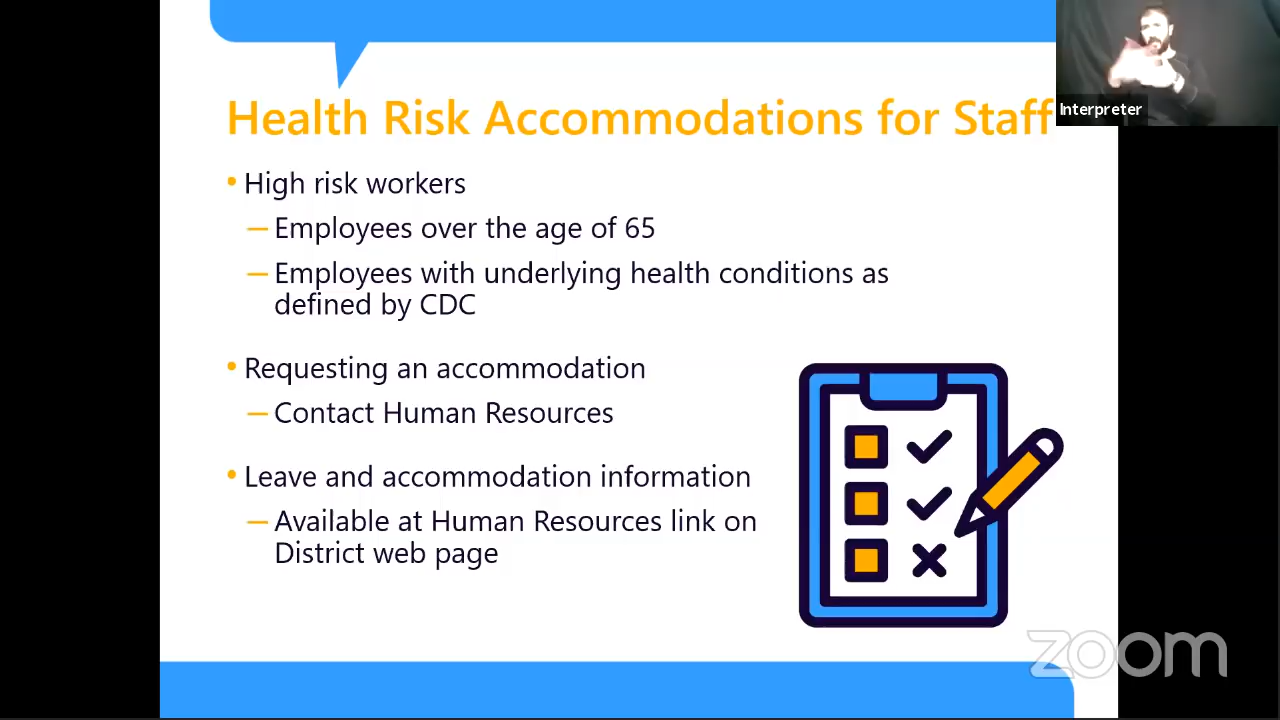 Health Risk Accommodations for Staff
Interpreter
• High risk workers
— Employees over the age of 65
— Employees with underlying health conditions as
defined by CDC
• Requesting an accommodation
— Contact Human Resources
• Leave and accommodation information
— Available at Human Resources link on
District web page
zoom